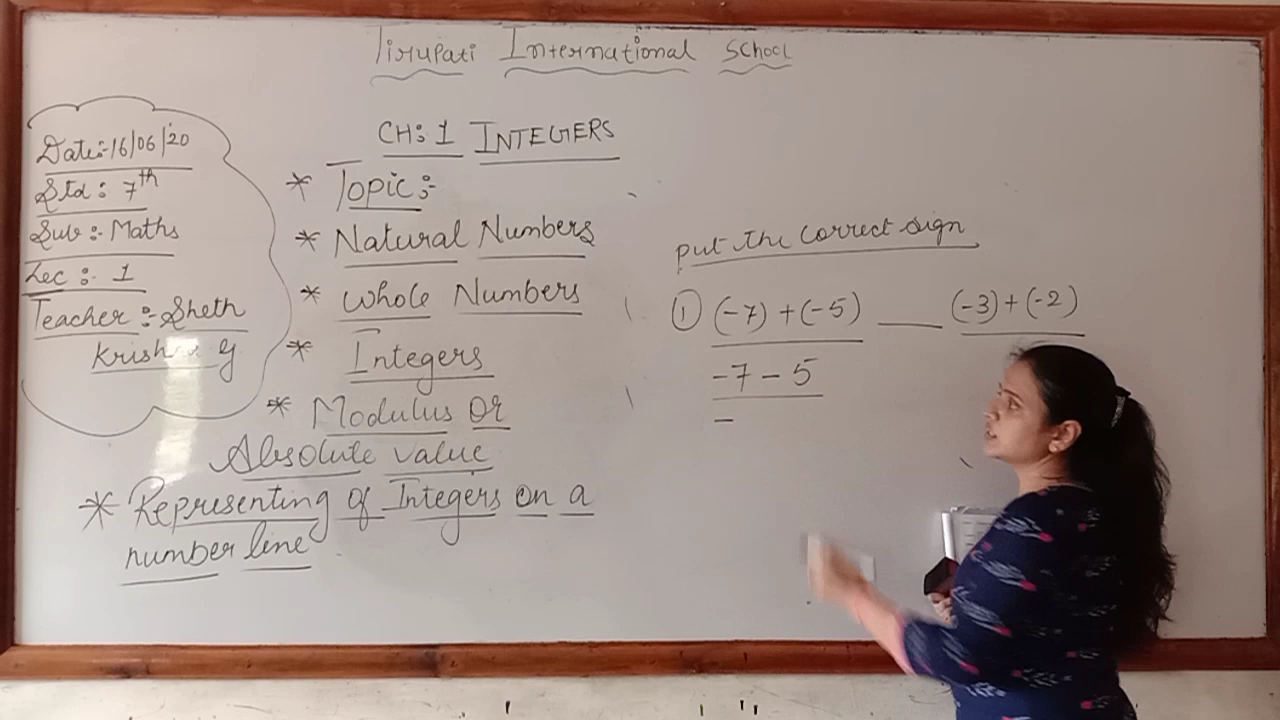 Tirupati International School
Date:-16/06/20
Std : 7th
Sub :- Maths
Lec : 1
Teacher : Sheth
CH: 1 INTEGERS
* Topic :-
* Natural Numbers
* Whole Numbers
* Integers
* Modulus or
Absolute value
* Representing of Integers on a
number line
put the correct sign
① (-7) + (-5) ___ (-3) + (-2)
-7 - 5
-